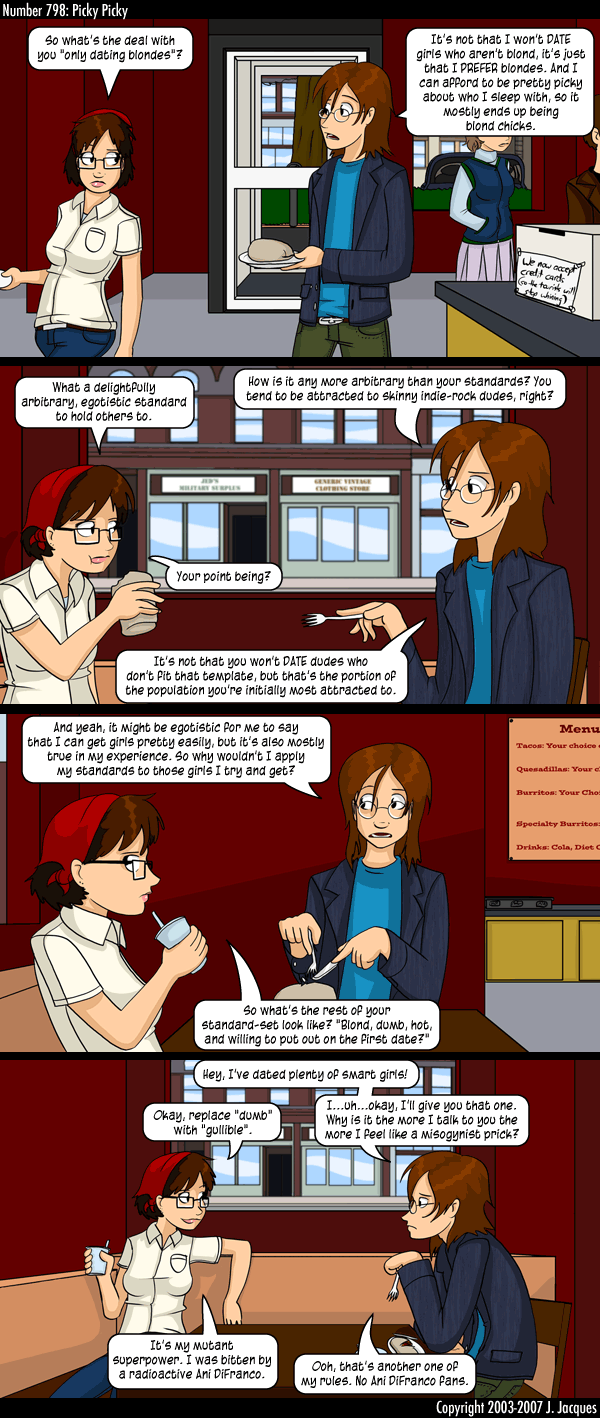 Number 798: Picky Picky
So what's the deal with
you "only dating blondes"?
It's not that I won't DATE
girls who aren't blond, it's just
that I PREFER blondes. And I
can afford to be pretty picky
about who I sleep with, so it
mostly ends up being
blond chicks.
We now accept
credit cards
(so the tourists will
stop whining)
What a delightfully
arbitrary, egotistic standard
to hold others to.
How is it any more arbitrary than your standards? You
tend to be attracted to skinny indie-rock dudes, right?
JED'S
MILITARY SURPLUS
GENERIC VINTAGE
CLOTHING STORE
Your point being?
It's not that you won't DATE dudes who
don't fit that template, but that's the portion of
the population you're initially most attracted to.
And yeah, it might be egotistic for me to say
that I can get girls pretty easily, but it's also mostly
true in my experience. So why wouldn't I apply
my standards to those girls I try and get?
Menu
Tacos: Your choice
Quesadillas: Your
Burritos: Your Cho
Specialty Burritos:
Drinks: Cola, Diet C
So what's the rest of your
standard-set look like? "Blond, dumb, hot,
and willing to put out on the first date?"
Hey, I've dated plenty of smart girls!
Okay, replace "dumb"
with "gullible".
I...uh...okay, I'll give you that one.
Why is it the more I talk to you the
more I feel like a misogynist prick?
It's my mutant
superpower. I was bitten by
a radioactive Ani DiFranco.
Ooh, that's another one of
my rules. No Ani DiFranco fans.
Copyright 2003-2007 J. Jacques